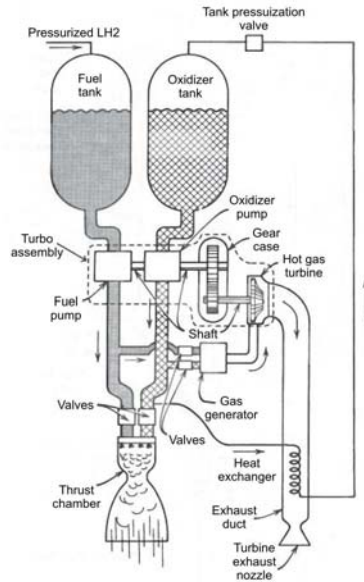 Tank pressuization
valve
Pressurized LH2
Fuel
tank
Oxidizer
tank
Oxidizer
pump
Turbo
assembly
Gear
case
Hot gas
turbine
Fuel
pump
Shaft
Gas
generator
Valves
Valves
Heat
exchanger
Thrust
chamber
Exhaust
duct
Turbine
exhaust
nozzle